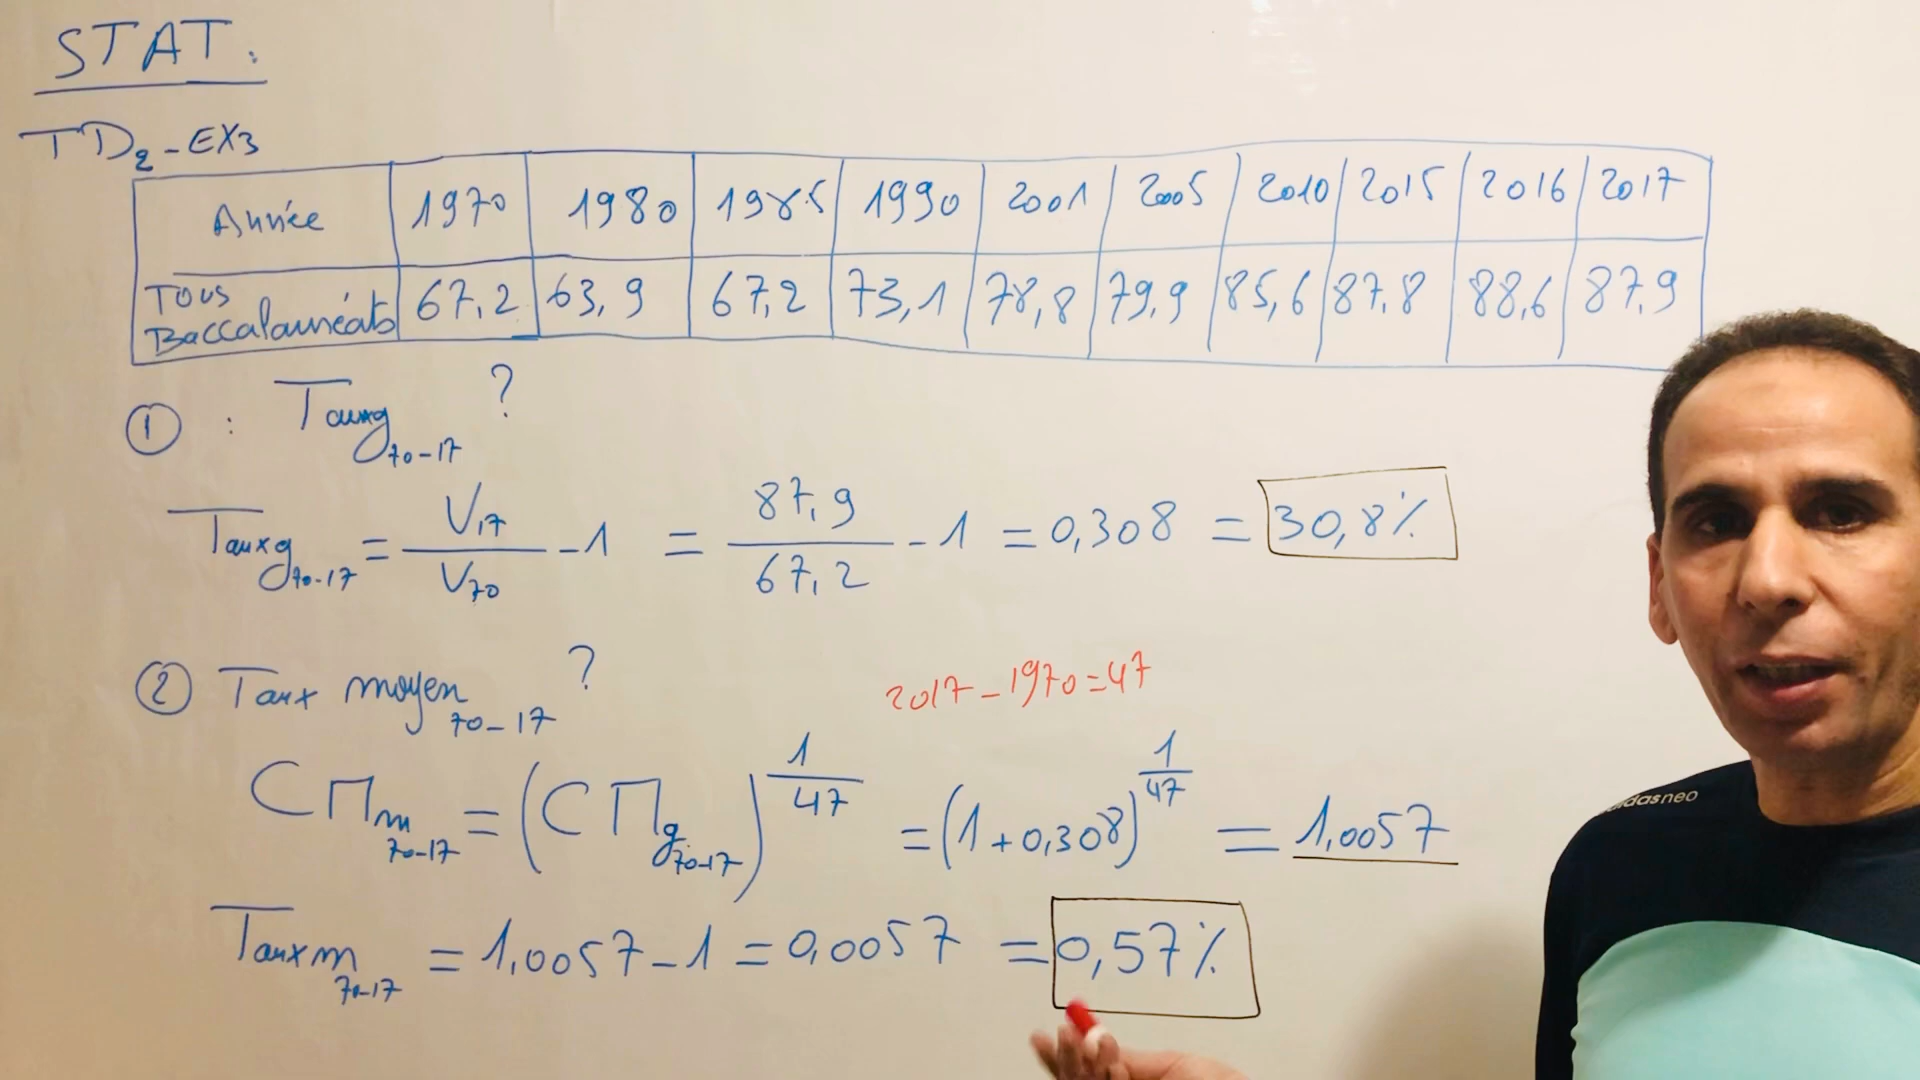 STAT.
TD2-EX3
Année 1970 1980 1985 1990 2001 2005 2010 2015 2016 2017
TOUS Baccalauréats 67,2 63,9 67,2 73,1 78,8 79,9 85,6 87,8 88,6 87,9
① : Taux g 70-17 ?
Taux g 70-17 = V17 / V70 - 1 = 87,9 / 67,2 - 1 = 0,308 = 30,8%
② Taux moyen 70-17 ?
2017-1970=47
CMm 70-17 = (CMg 70-17)^1/47 = (1+0,308)^1/47 = 1,0057
Taux m 70-17 = 1,0057-1 = 0,0057 = 0,57%
dasneo